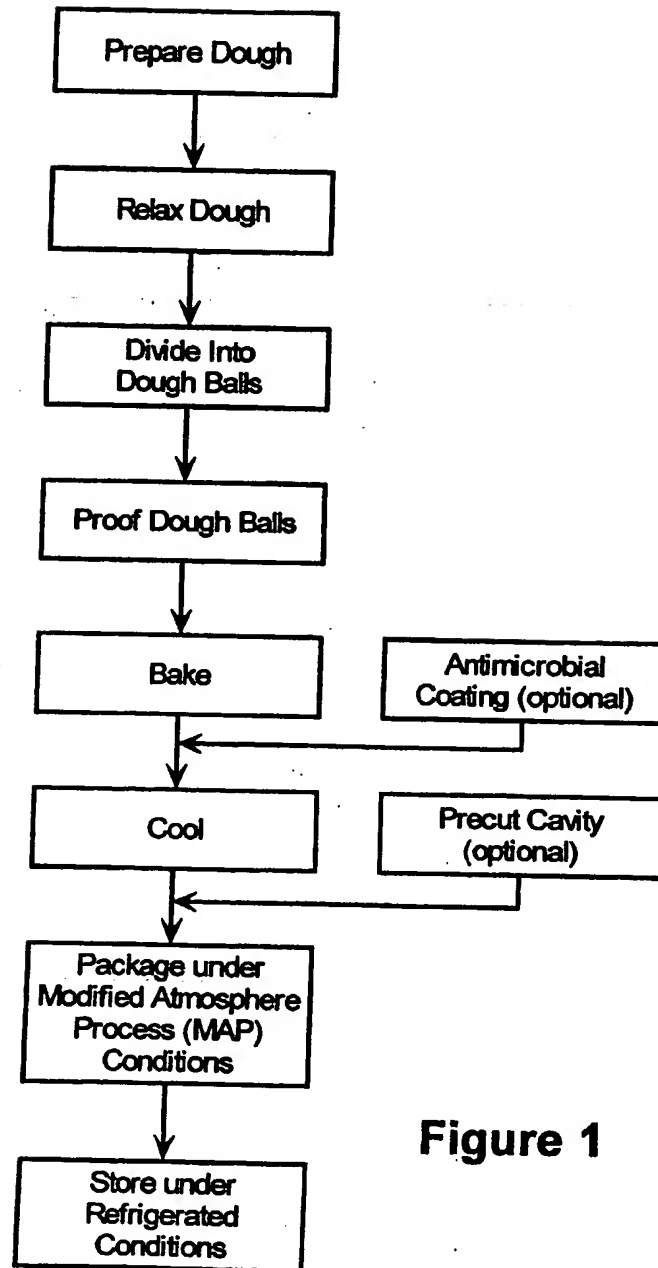 Prepare Dough
Relax Dough
Divide Into
Dough Balls
Proof Dough Balls
Bake
Antimicrobial
Coating (optional)
Cool
Precut Cavity
(optional)
Package under
Modified Atmosphere
Process (MAP)
Conditions
Store under
Refrigerated
Conditions
Figure 1